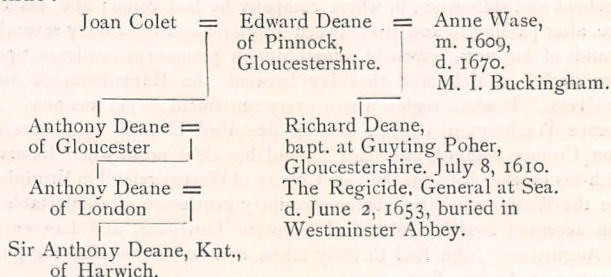 Joan Colet = Edward Deane = Anne Wase,
of Pinnock, m. 1609,
Gloucestershire. d. 1670.
M. I. Buckingham.
Anthony Deane = Richard Deane,
of Gloucester bapt. at Guyting Poher,
Gloucestershire. July 8, 1610.
Anthony Deane = The Regicide, General at Sea.
of London d. June 2, 1653, buried in
Westminster Abbey.
Sir Anthony Deane, Knt.,
of Harwich.